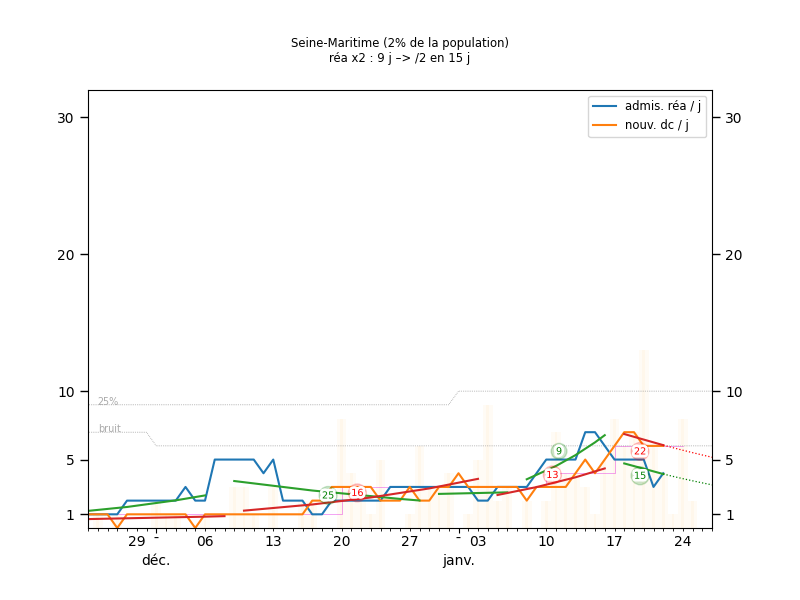 Seine-Maritime (2% de la population)
réa x2 : 9 j –> /2 en 15 j
admis. réa / j
nouv. dc / j
30
30
20
20
10
10
25%
bruit
5
5
1
1
9
13
25
16
22
15
29 - 06 13 20 27 - 03 10 17 24
déc. janv.